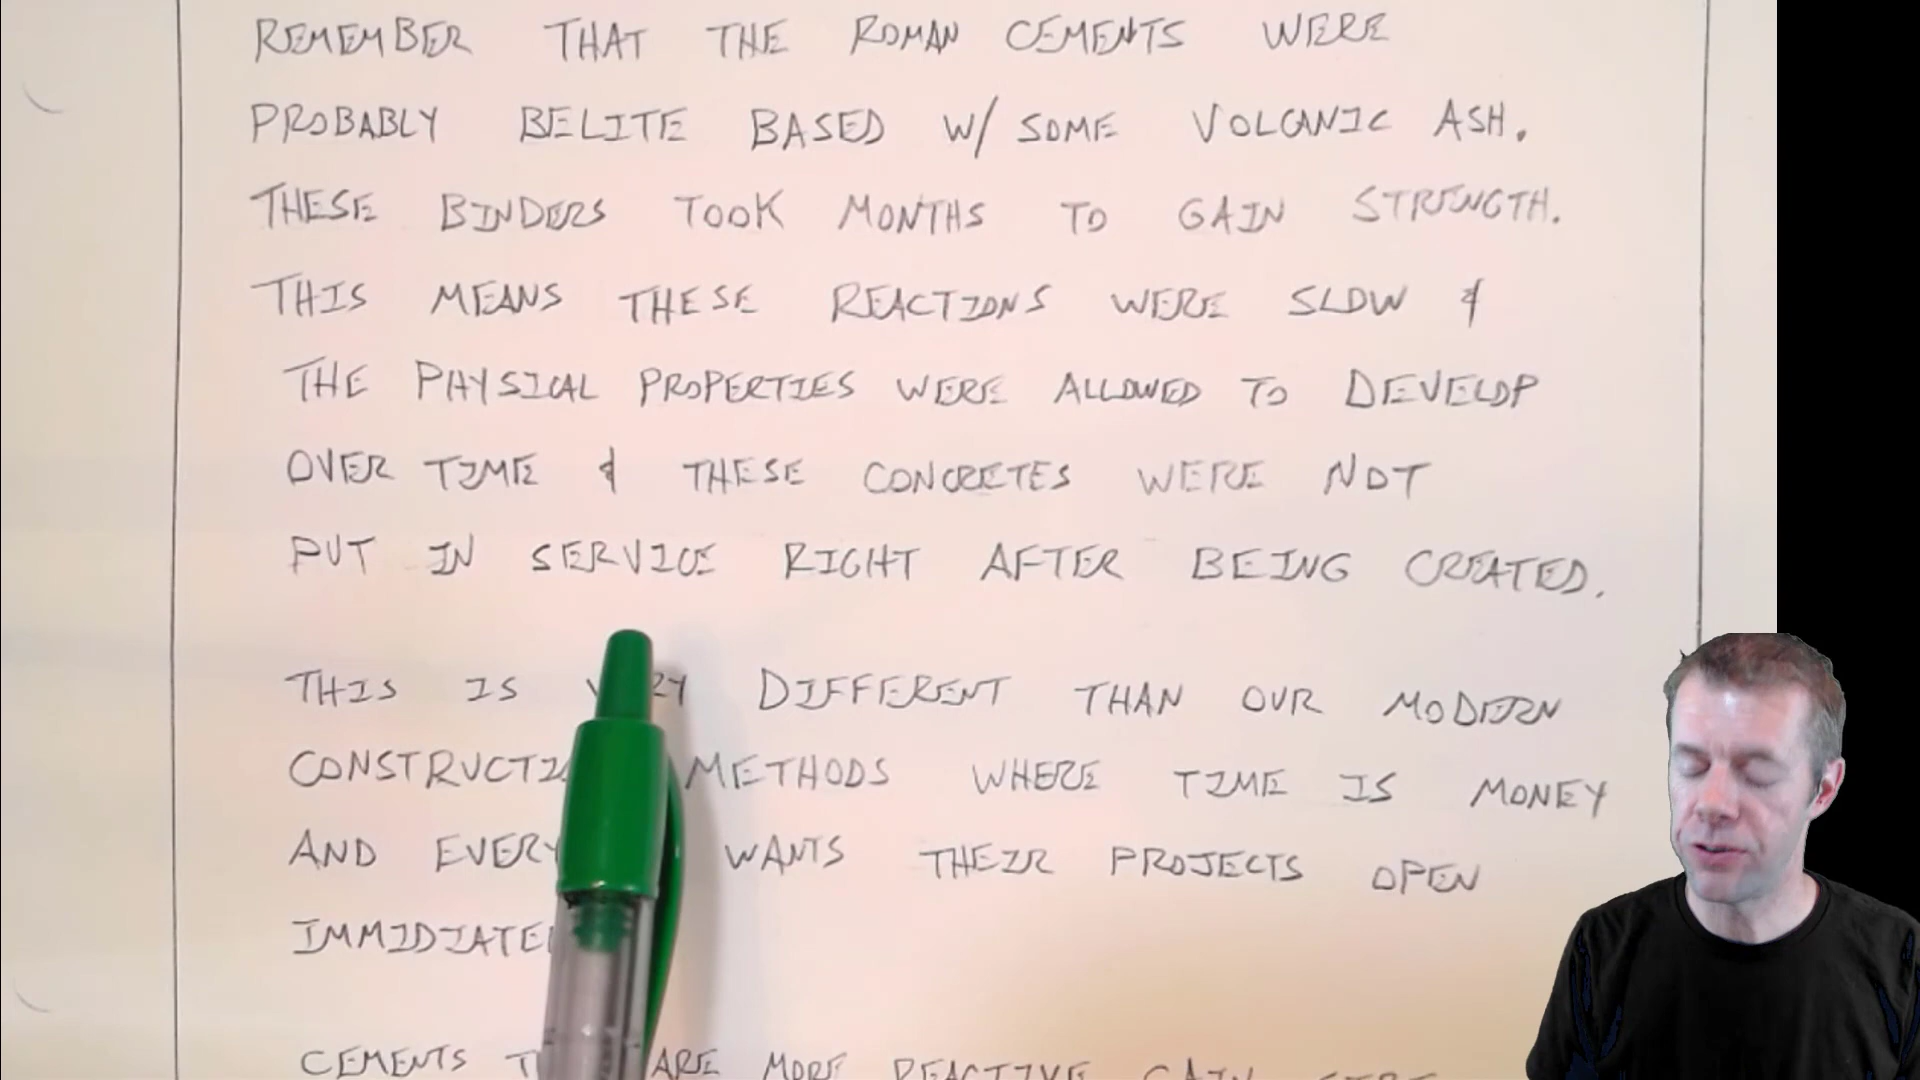 REMEMBER THAT THE ROMAN CEMENTS WERE
PROBABLY BELITE BASED W/ SOME VOLCANIC ASH.
THESE BINDERS TOOK MONTHS TO GAIN STRENGTH.
THIS MEANS THESE REACTIONS WERE SLOW &
THE PHYSICAL PROPERTIES WERE ALLOWED TO DEVELOP
OVER TIME & THESE CONCRETES WERE NOT
PUT IN SERVICE RIGHT AFTER BEING CREATED.
THIS IS DIFFERENT THAN OUR MODERN
METHODS WHERE TIME IS MONEY
AND WANTS THEIR PROJECTS OPEN
CEMENTS ARE MORE REACTIVE GAIN